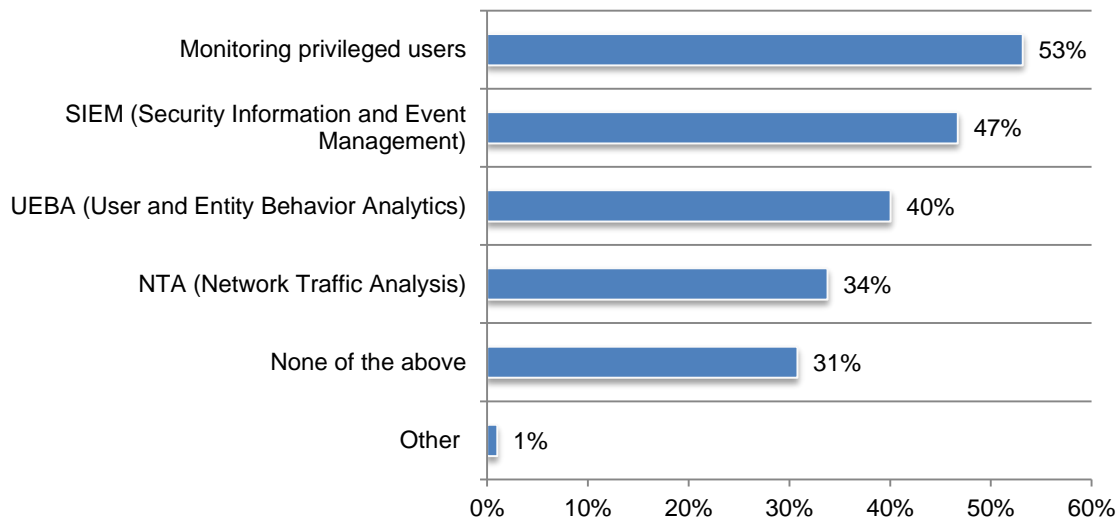 Monitoring privileged users
53%
SIEM (Security Information and Event
Management)
47%
UEBA (User and Entity Behavior Analytics)
40%
NTA (Network Traffic Analysis)
34%
None of the above
31%
Other
1%
0% 10% 20% 30% 40% 50% 60%